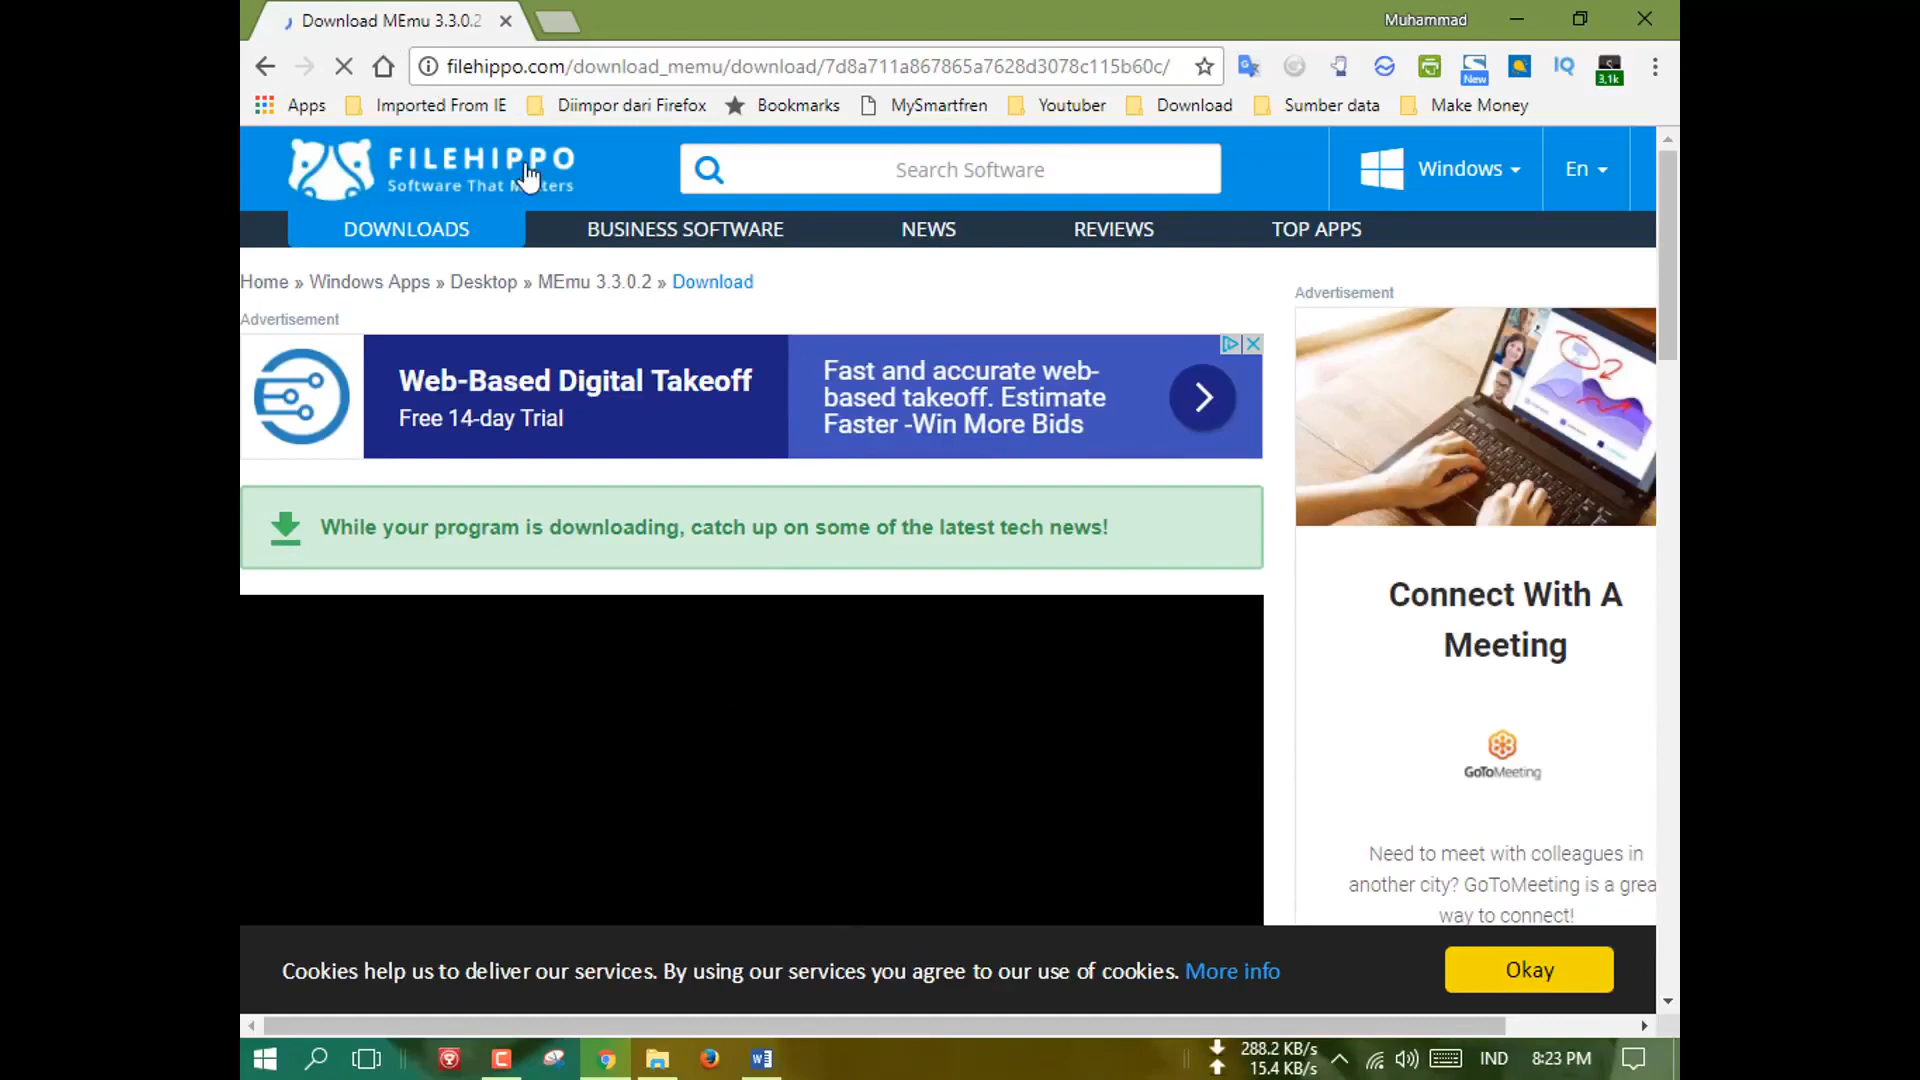 Download MEmu 3.3.0.2
Muhammad
filehippo.com/download_memu/download/7d8a711a867865a7628d3078c115b60c/
New
IQ
3,1k
Apps
Imported From IE
Diimpor dari Firefox
Bookmarks
MySmartfren
Youtuber
Download
Sumber data
Make Money
FILEHIPPO
Software That Matters
Search Software
Windows
En
DOWNLOADS
BUSINESS SOFTWARE
NEWS
REVIEWS
TOP APPS
Home » Windows Apps » Desktop » MEmu 3.3.0.2 » Download
Advertisement
Web-Based Digital Takeoff
Free 14-day Trial
Fast and accurate web-
based takeoff. Estimate
Faster -Win More Bids
While your program is downloading, catch up on some of the latest tech news!
Advertisement
Connect With A
Meeting
GoToMeeting
Need to meet with colleagues in
another city? GoToMeeting is a grea
way to connect!
Cookies help us to deliver our services. By using our services you agree to our use of cookies. More info
Okay
288.2 KB/s
15.4 KB/s
IND
8:23 PM